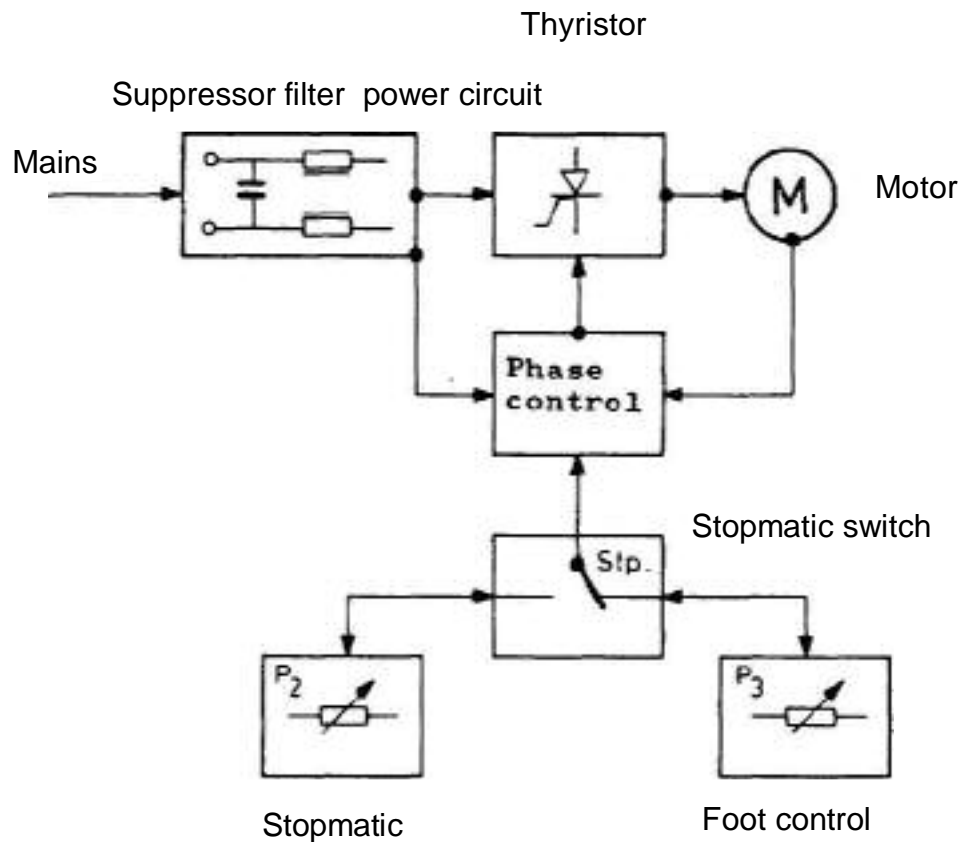 Thyristor
Suppressor filter power circuit
Mains
M
Motor
Phase
control
Stopmatic switch
Stp.
P2
P3
Stopmatic
Foot control